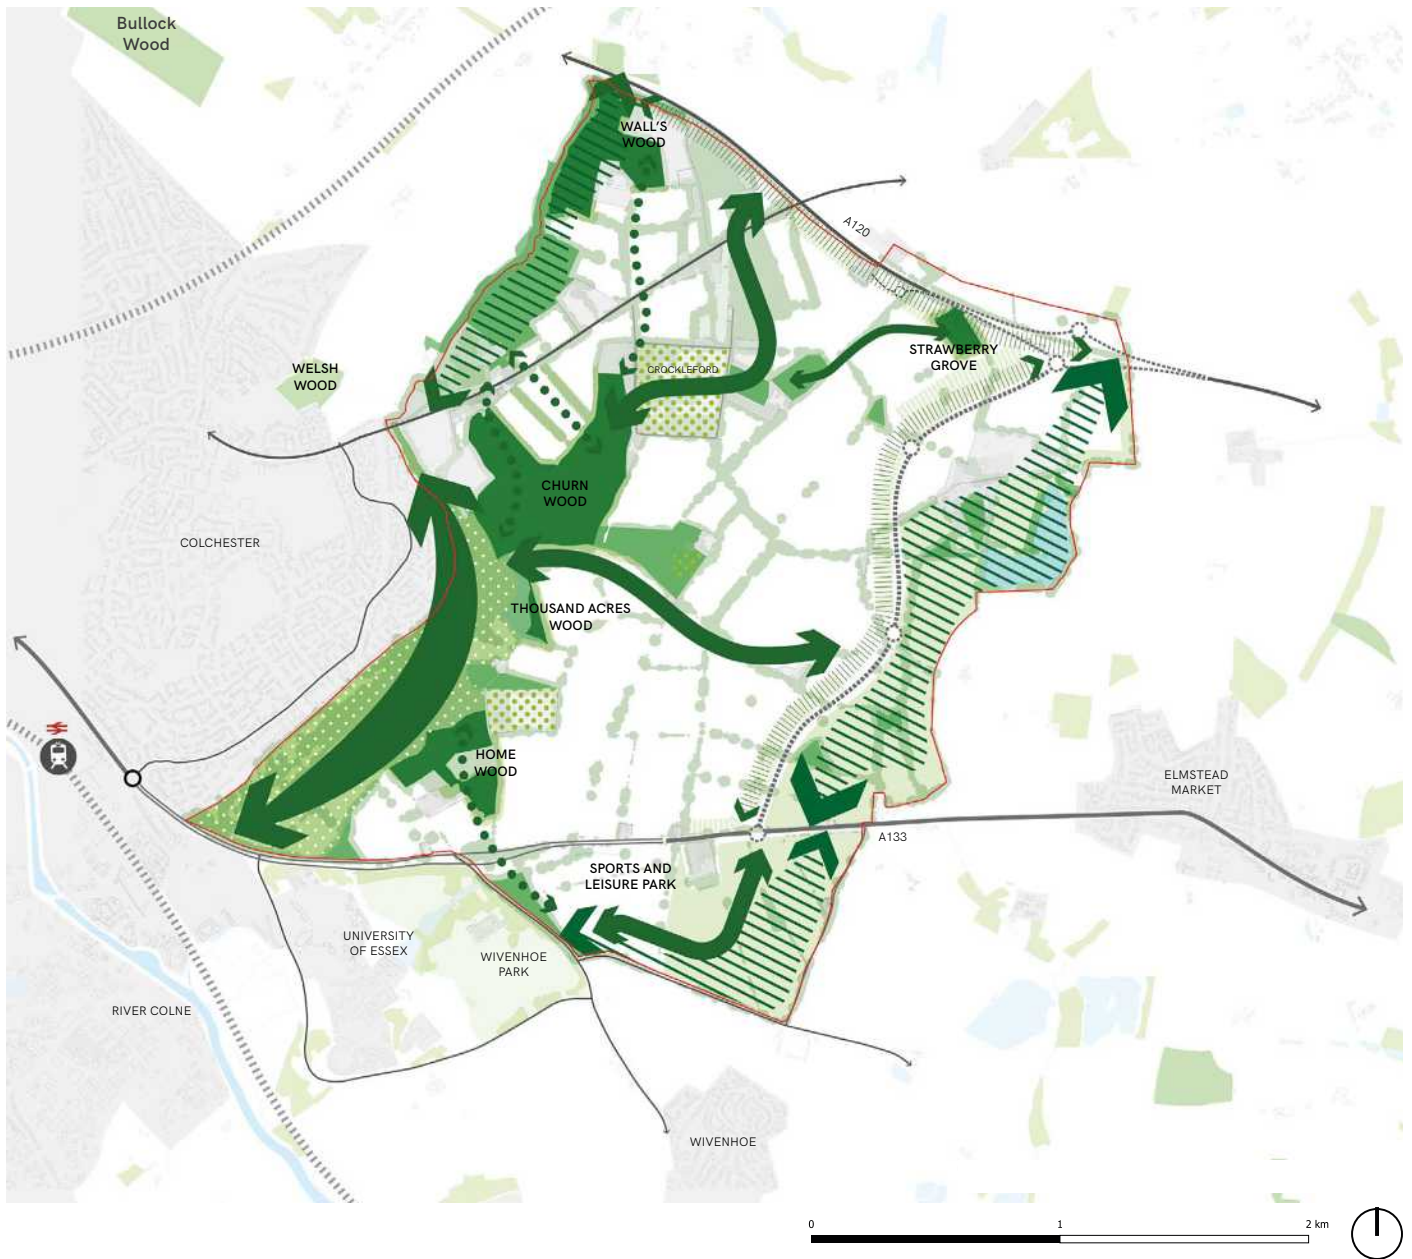 Bullock
Wood
WALL'S
WOOD
A120
STRAWBERRY
GROVE
CROCKLEFORD
WELSH
WOOD
CHURN
WOOD
COLCHESTER
THOUSAND ACRES
WOOD
HOME
WOOD
ELMSTEAD
MARKET
A133
SPORTS AND
LEISURE PARK
UNIVERSITY
OF ESSEX
WIVENHOE
PARK
RIVER COLNE
WIVENHOE
0
1
2 km